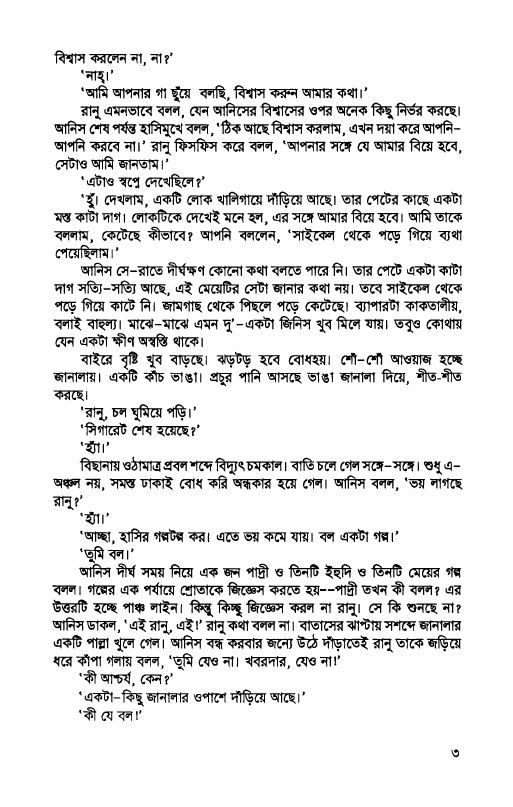 বিশ্বাস করলেন না, না?'
'নাহ্।'
'আমি আপনার গা ছুঁয়ে বলছি, বিশ্বাস করুন আমার কথা।'
রানু এমনভাবে বলল, যেন আনিসের বিশ্বাসের ওপর অনেক কিছু নির্ভর করছে।
আনিস শেষ পর্যন্ত হাসিমুখে বলল, 'ঠিক আছে বিশ্বাস করলাম, এখন দয়া করে আপনি-
আপনি করবে না।' রানু ফিসফিস করে বলল, 'আপনার সঙ্গে যে আমার বিয়ে হবে,
সেটাও আমি জানতাম।'
'এটাও স্বপ্নে দেখেছিলে?'
'হুঁ। দেখলাম, একটি লোক খালিগায়ে দাঁড়িয়ে আছে। তার পেটের কাছে একটা
মস্ত কাটা দাগ। লোকটিকে দেখেই মনে হল, এর সঙ্গে আমার বিয়ে হবে। আমি তাকে
বললাম, কেটেছে কীভাবে? আপনি বললেন, 'সাইকেল থেকে পড়ে গিয়ে ব্যথা
পেয়েছিলাম।'
আনিস সে-রাতে দীর্ঘক্ষণ কোনো কথা বলতে পারে নি। তার পেটে একটা কাটা
দাগ সত্যি-সত্যি আছে, এই মেয়েটির সেটা জানার কথা নয়। তবে সাইকেল থেকে
পড়ে গিয়ে কাটে নি। জামগাছ থেকে পিছলে পড়ে কেটেছে। ব্যাপারটা কাকতালীয়,
বলাই বাহুল্য। মাঝে-মাঝে এমন দু'-একটা জিনিস খুব মিলে যায়। তবুও কোথায়
যেন একটা ক্ষীণ অস্বস্তি থাকে।
বাইরে বৃষ্টি খুব বাড়ছে। ঝড়টড় হবে বোধহয়। শোঁ-শোঁ আওয়াজ হচ্ছে
জানালায়। একটি কাঁচ ভাঙা। প্রচুর পানি আসছে ভাঙা জানালা দিয়ে, শীত-শীত
করছে।
'রানু, চল ঘুমিয়ে পড়ি।'
'সিগারেট শেষ হয়েছে?'
'হ্যাঁ।'
বিছানায় ওঠামাত্র প্রবল শব্দে বিদ্যুৎ চমকাল। বাতি চলে গেল সঙ্গে-সঙ্গে। শুধু এ-
অঞ্চল নয়, সমস্ত ঢাকাই বোধ করি অন্ধকার হয়ে গেল। আনিস বলল, 'ভয় লাগছে
রানু?'
'হ্যাঁ।'
'আচ্ছা, হাসির গল্পটল্প কর। এতে ভয় কমে যায়। বল একটা গল্প।'
'তুমি বল।'
আনিস দীর্ঘ সময় নিয়ে এক জন পাদ্রী ও তিনটি ইহুদি ও তিনটি মেয়ের গল্প
বলল। গল্পের এক পর্যায়ে শ্রোতাকে জিজ্ঞেস করতে হয়--পাদ্রী তখন কী বলল? এর
উত্তরটি হচ্ছে পাঞ্চ লাইন। কিন্তু কিচ্ছু জিজ্ঞেস করল না রানু। সে কি শুনছে না?
আনিস ডাকল, 'এই রানু, এই!' রানু কথা বলল না। বাতাসের ঝাপ্টায় সশব্দে জানালার
একটি পাল্লা খুলে গেল। আনিস বন্ধ করবার জন্যে উঠে দাঁড়াতেই রানু তাকে জড়িয়ে
ধরে কাঁপা গলায় বলল, 'তুমি যেও না। খবরদার, যেও না!'
'কী আশ্চর্য, কেন?'
'একটা-কিছু জানালার ওপাশে দাঁড়িয়ে আছে।'
'কী যে বল!'
৩